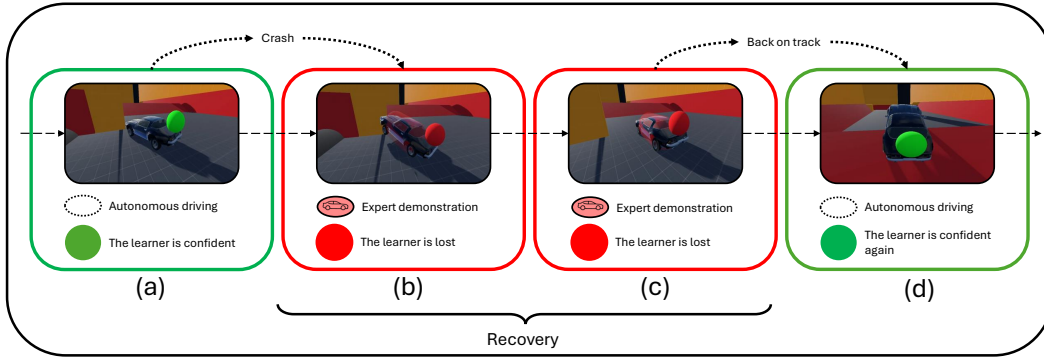 Crash
Back on track
Autonomous driving
The learner is confident
(a)
Expert demonstration
The learner is lost
(b)
Expert demonstration
The learner is lost
(c)
Autonomous driving
The learner is confident
again
(d)
Recovery